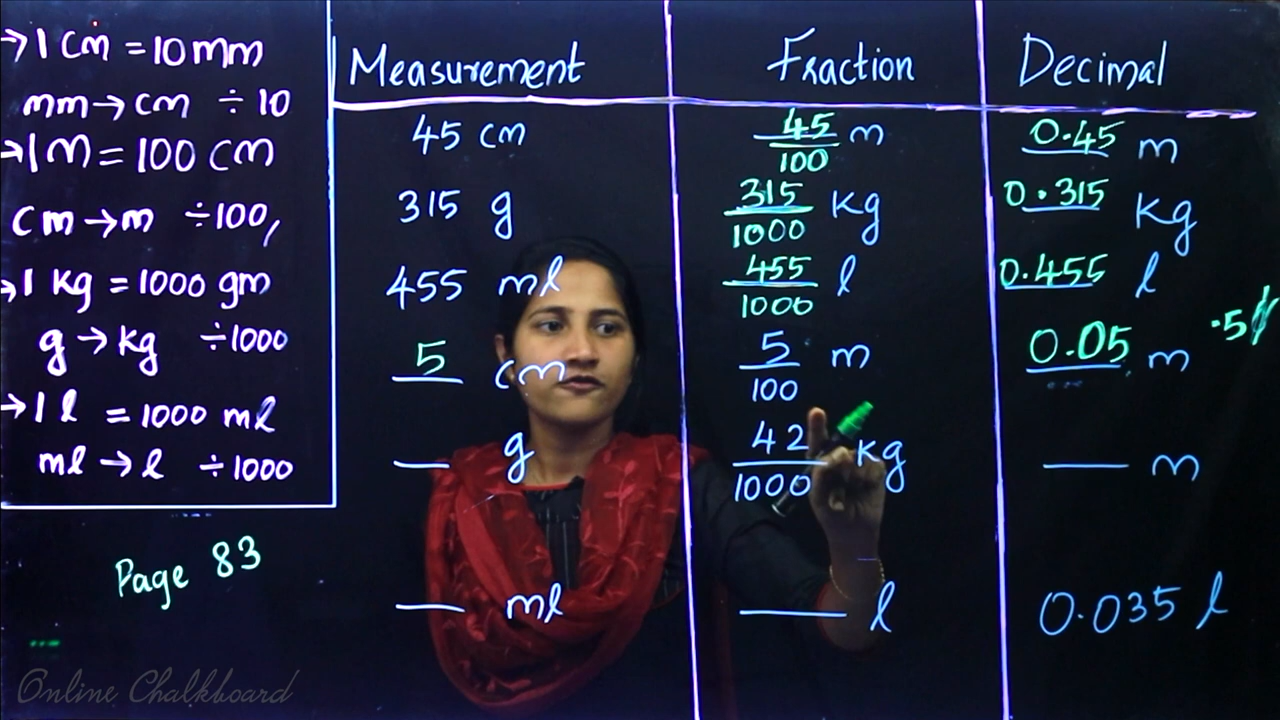 → 1 cm = 10 mm
mm → cm ÷ 10
→ 1 m = 100 cm
cm → m ÷ 100,
→ 1 kg = 1000 gm
g → kg ÷ 1000
→ 1 l = 1000 ml
ml → l ÷ 1000
Page 83
Measurement Fraction Decimal
45 cm 45/100 m 0.45 m
315 g 315/1000 kg 0.315 kg
455 ml 455/1000 l 0.455 l
5 cm 5/100 m 0.05 m .5
__ g 42/1000 kg __ m
__ ml __ l 0.035 l
Online Chalkboard